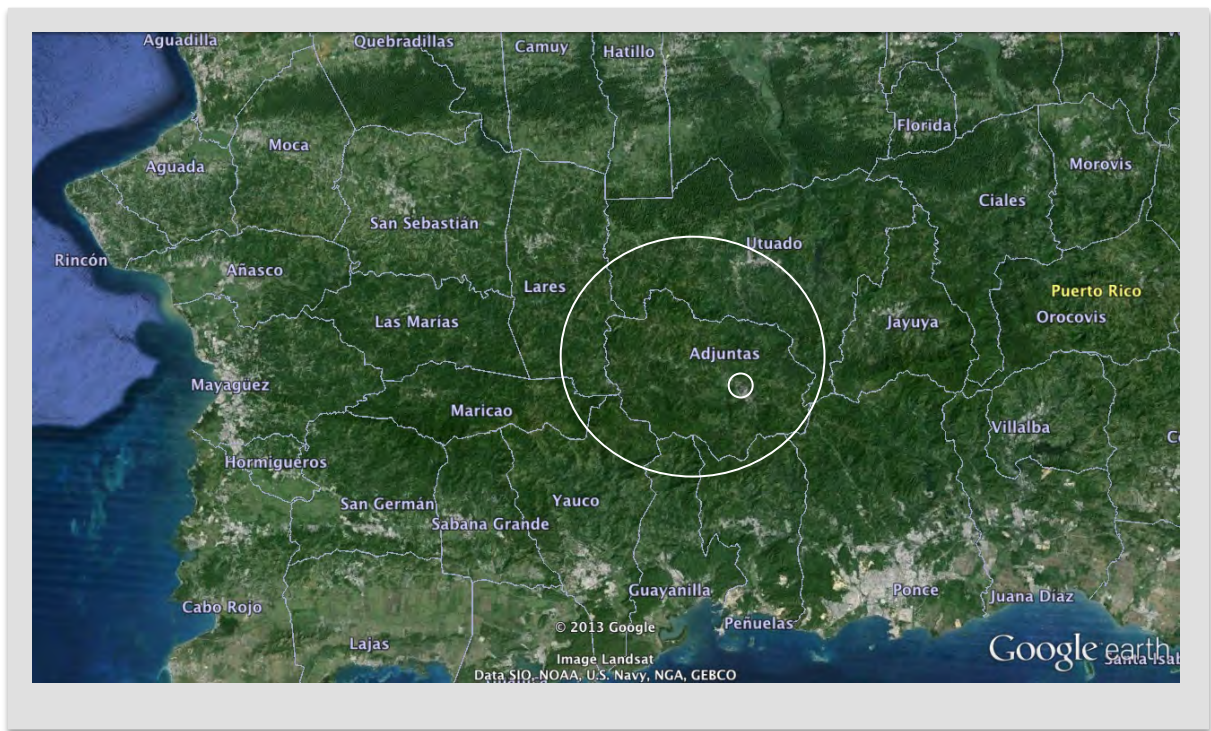 Aguadilla
Quebradillas
Camuy
Hatillo
Florida
Moca
Aguada
Morovis
Ciales
San Sebastián
Utuado
Rincón
Añasco
Lares
Puerto Rico
Las Marías
Jayuya
Orocovis
Adjuntas
Mayagüez
Maricao
Villalba
Hormigueros
San Germán
Yauco
Sabana Grande
Guayanilla
Ponce
Juana Díaz
Cabo Rojo
Peñuelas
© 2013 Google
Lajas
Google earth
Image Landsat
Data SIO, NOAA, U.S. Navy, NGA, GEBCO